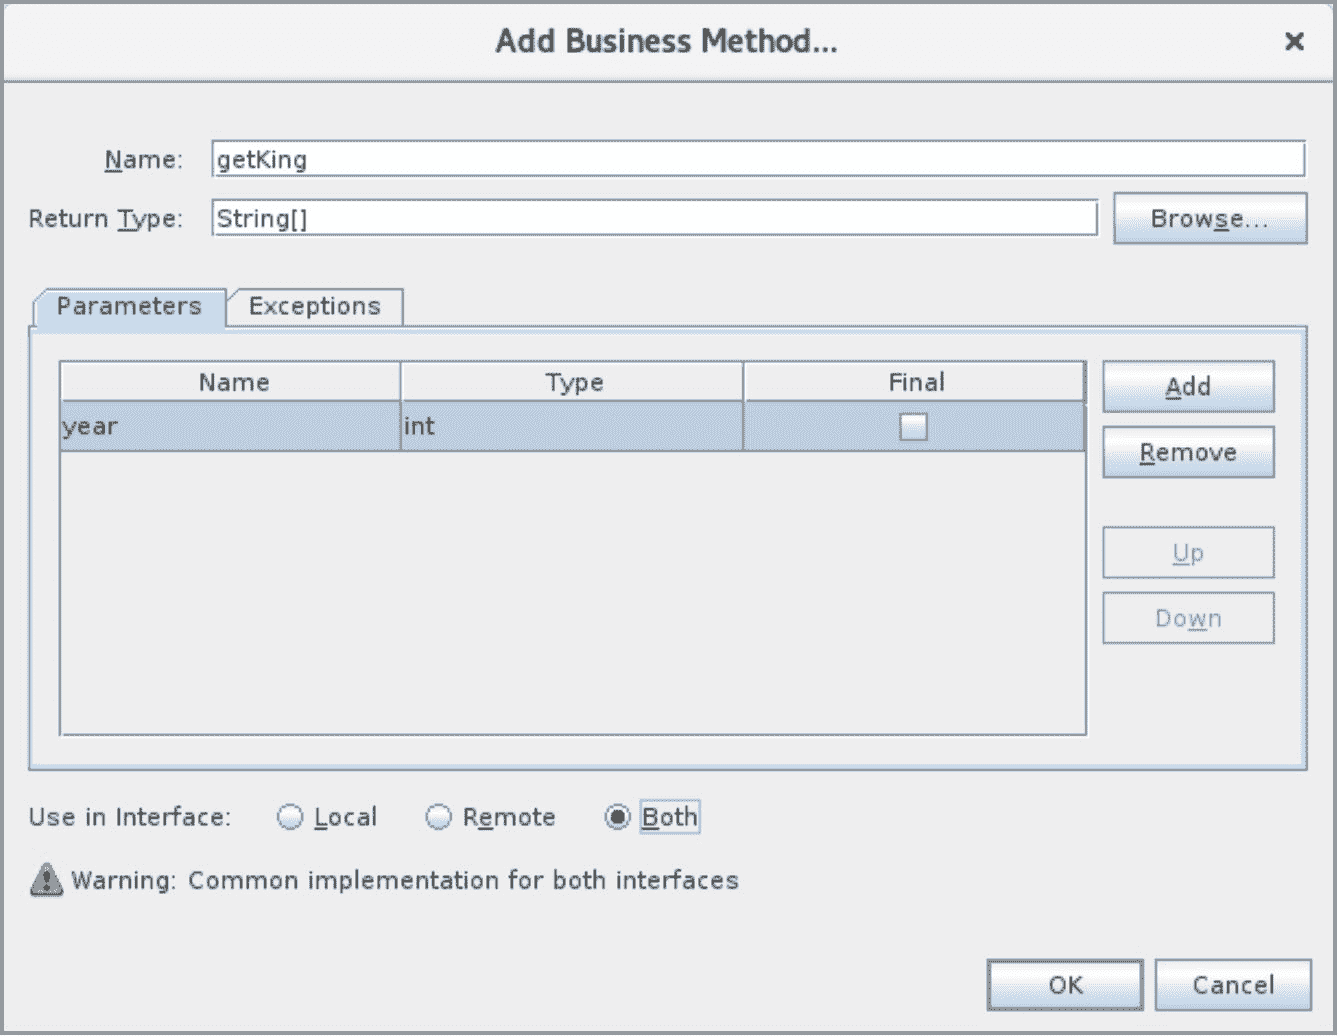 Add Business Method...
Name: getKing
Return Type: String[] Browse...
Parameters Exceptions
Name Type Final Add
year int
Remove
Up
Down
Use in Interface: Local Remote Both
Warning: Common implementation for both interfaces
OK Cancel